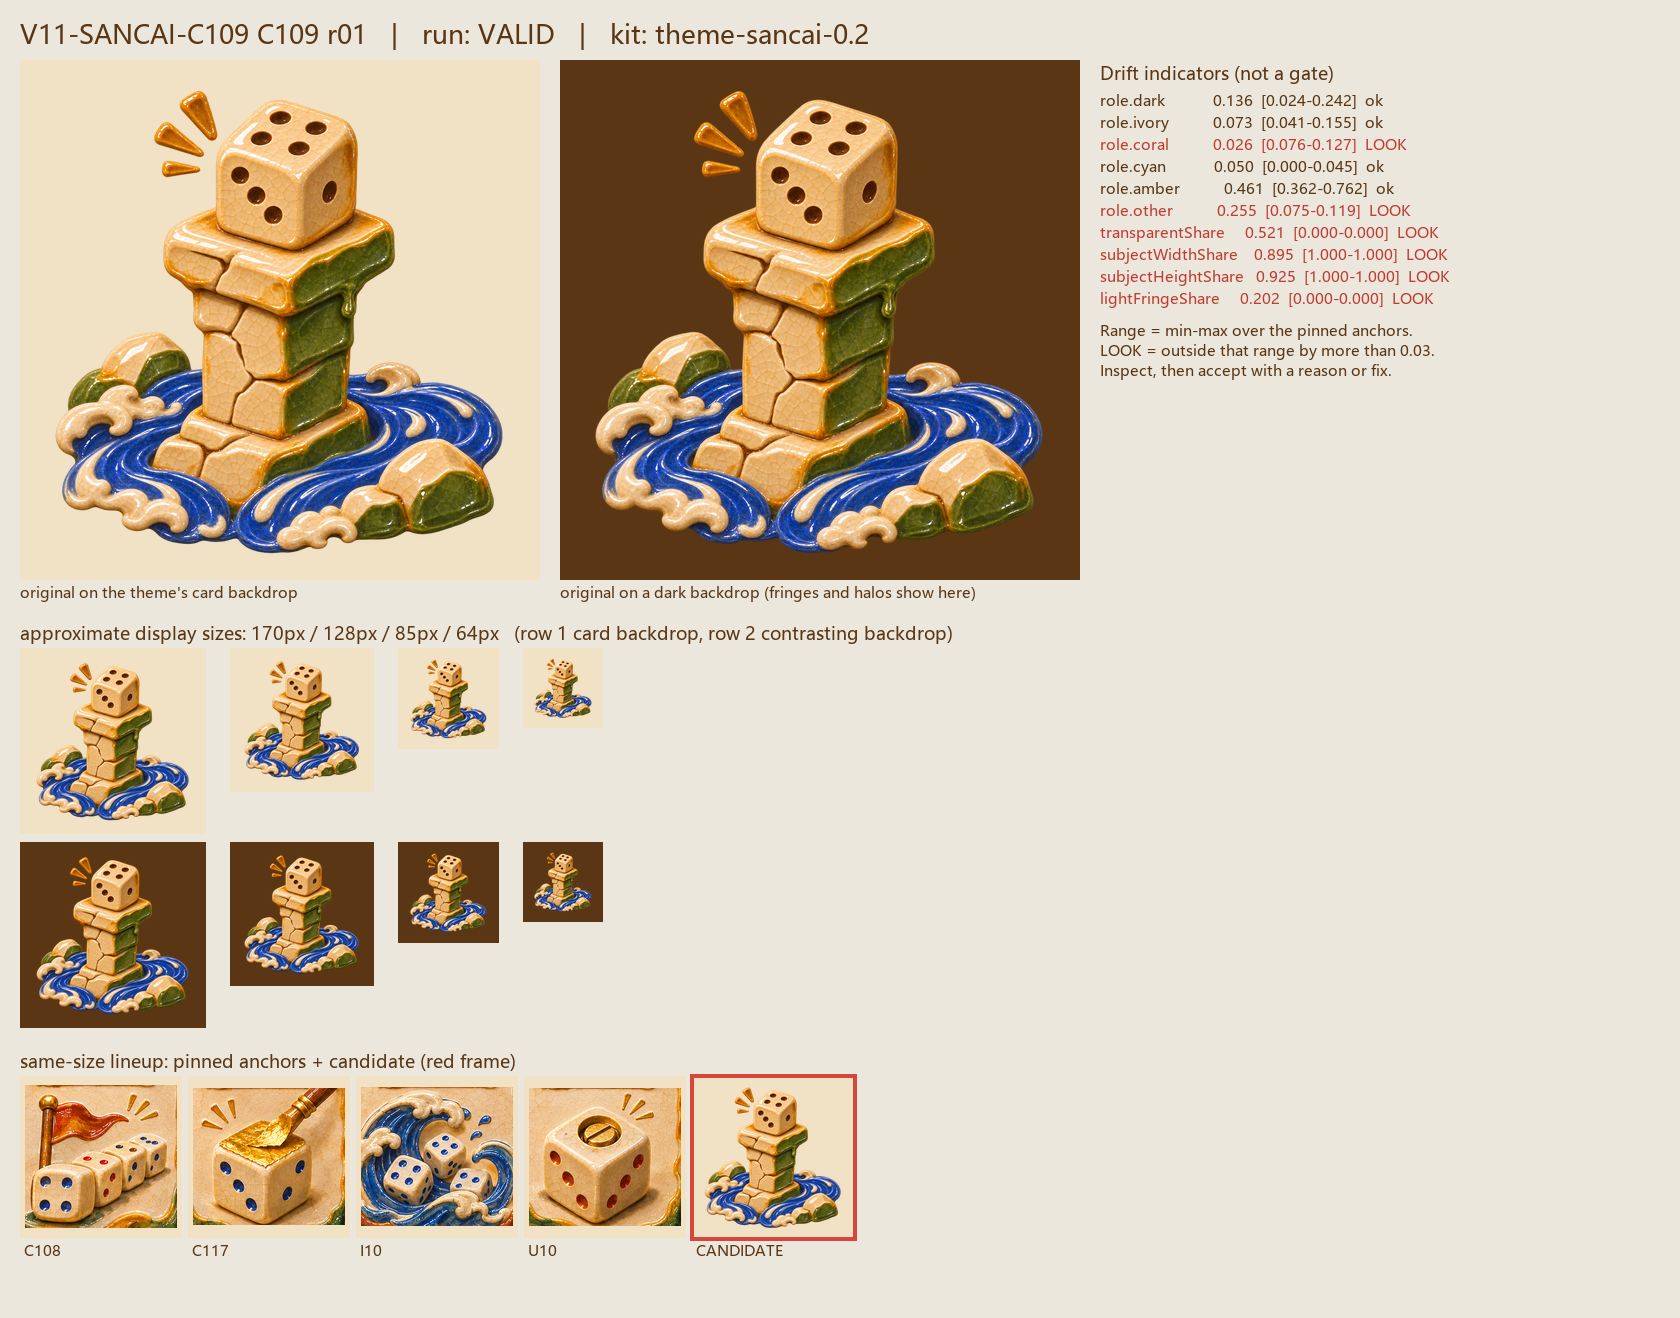 V11-SANCAI-C109 C109 r01 | run: VALID | kit: theme-sancai-0.2
Drift indicators (not a gate)
role.dark 0.136 [0.024-0.242] ok
role.ivory 0.073 [0.041-0.155] ok
role.coral 0.026 [0.076-0.127] LOOK
role.cyan 0.050 [0.000-0.045] ok
role.amber 0.461 [0.362-0.762] ok
role.other 0.255 [0.075-0.119] LOOK
transparentShare 0.521 [0.000-0.000] LOOK
subjectWidthShare 0.895 [1.000-1.000] LOOK
subjectHeightShare 0.925 [1.000-1.000] LOOK
lightFringeShare 0.202 [0.000-0.000] LOOK
Range = min-max over the pinned anchors.
LOOK = outside that range by more than 0.03.
Inspect, then accept with a reason or fix.
original on the theme's card backdrop
original on a dark backdrop (fringes and halos show here)
approximate display sizes: 170px / 128px / 85px / 64px (row 1 card backdrop, row 2 contrasting backdrop)
same-size lineup: pinned anchors + candidate (red frame)
C108
C117
I10
U10
CANDIDATE